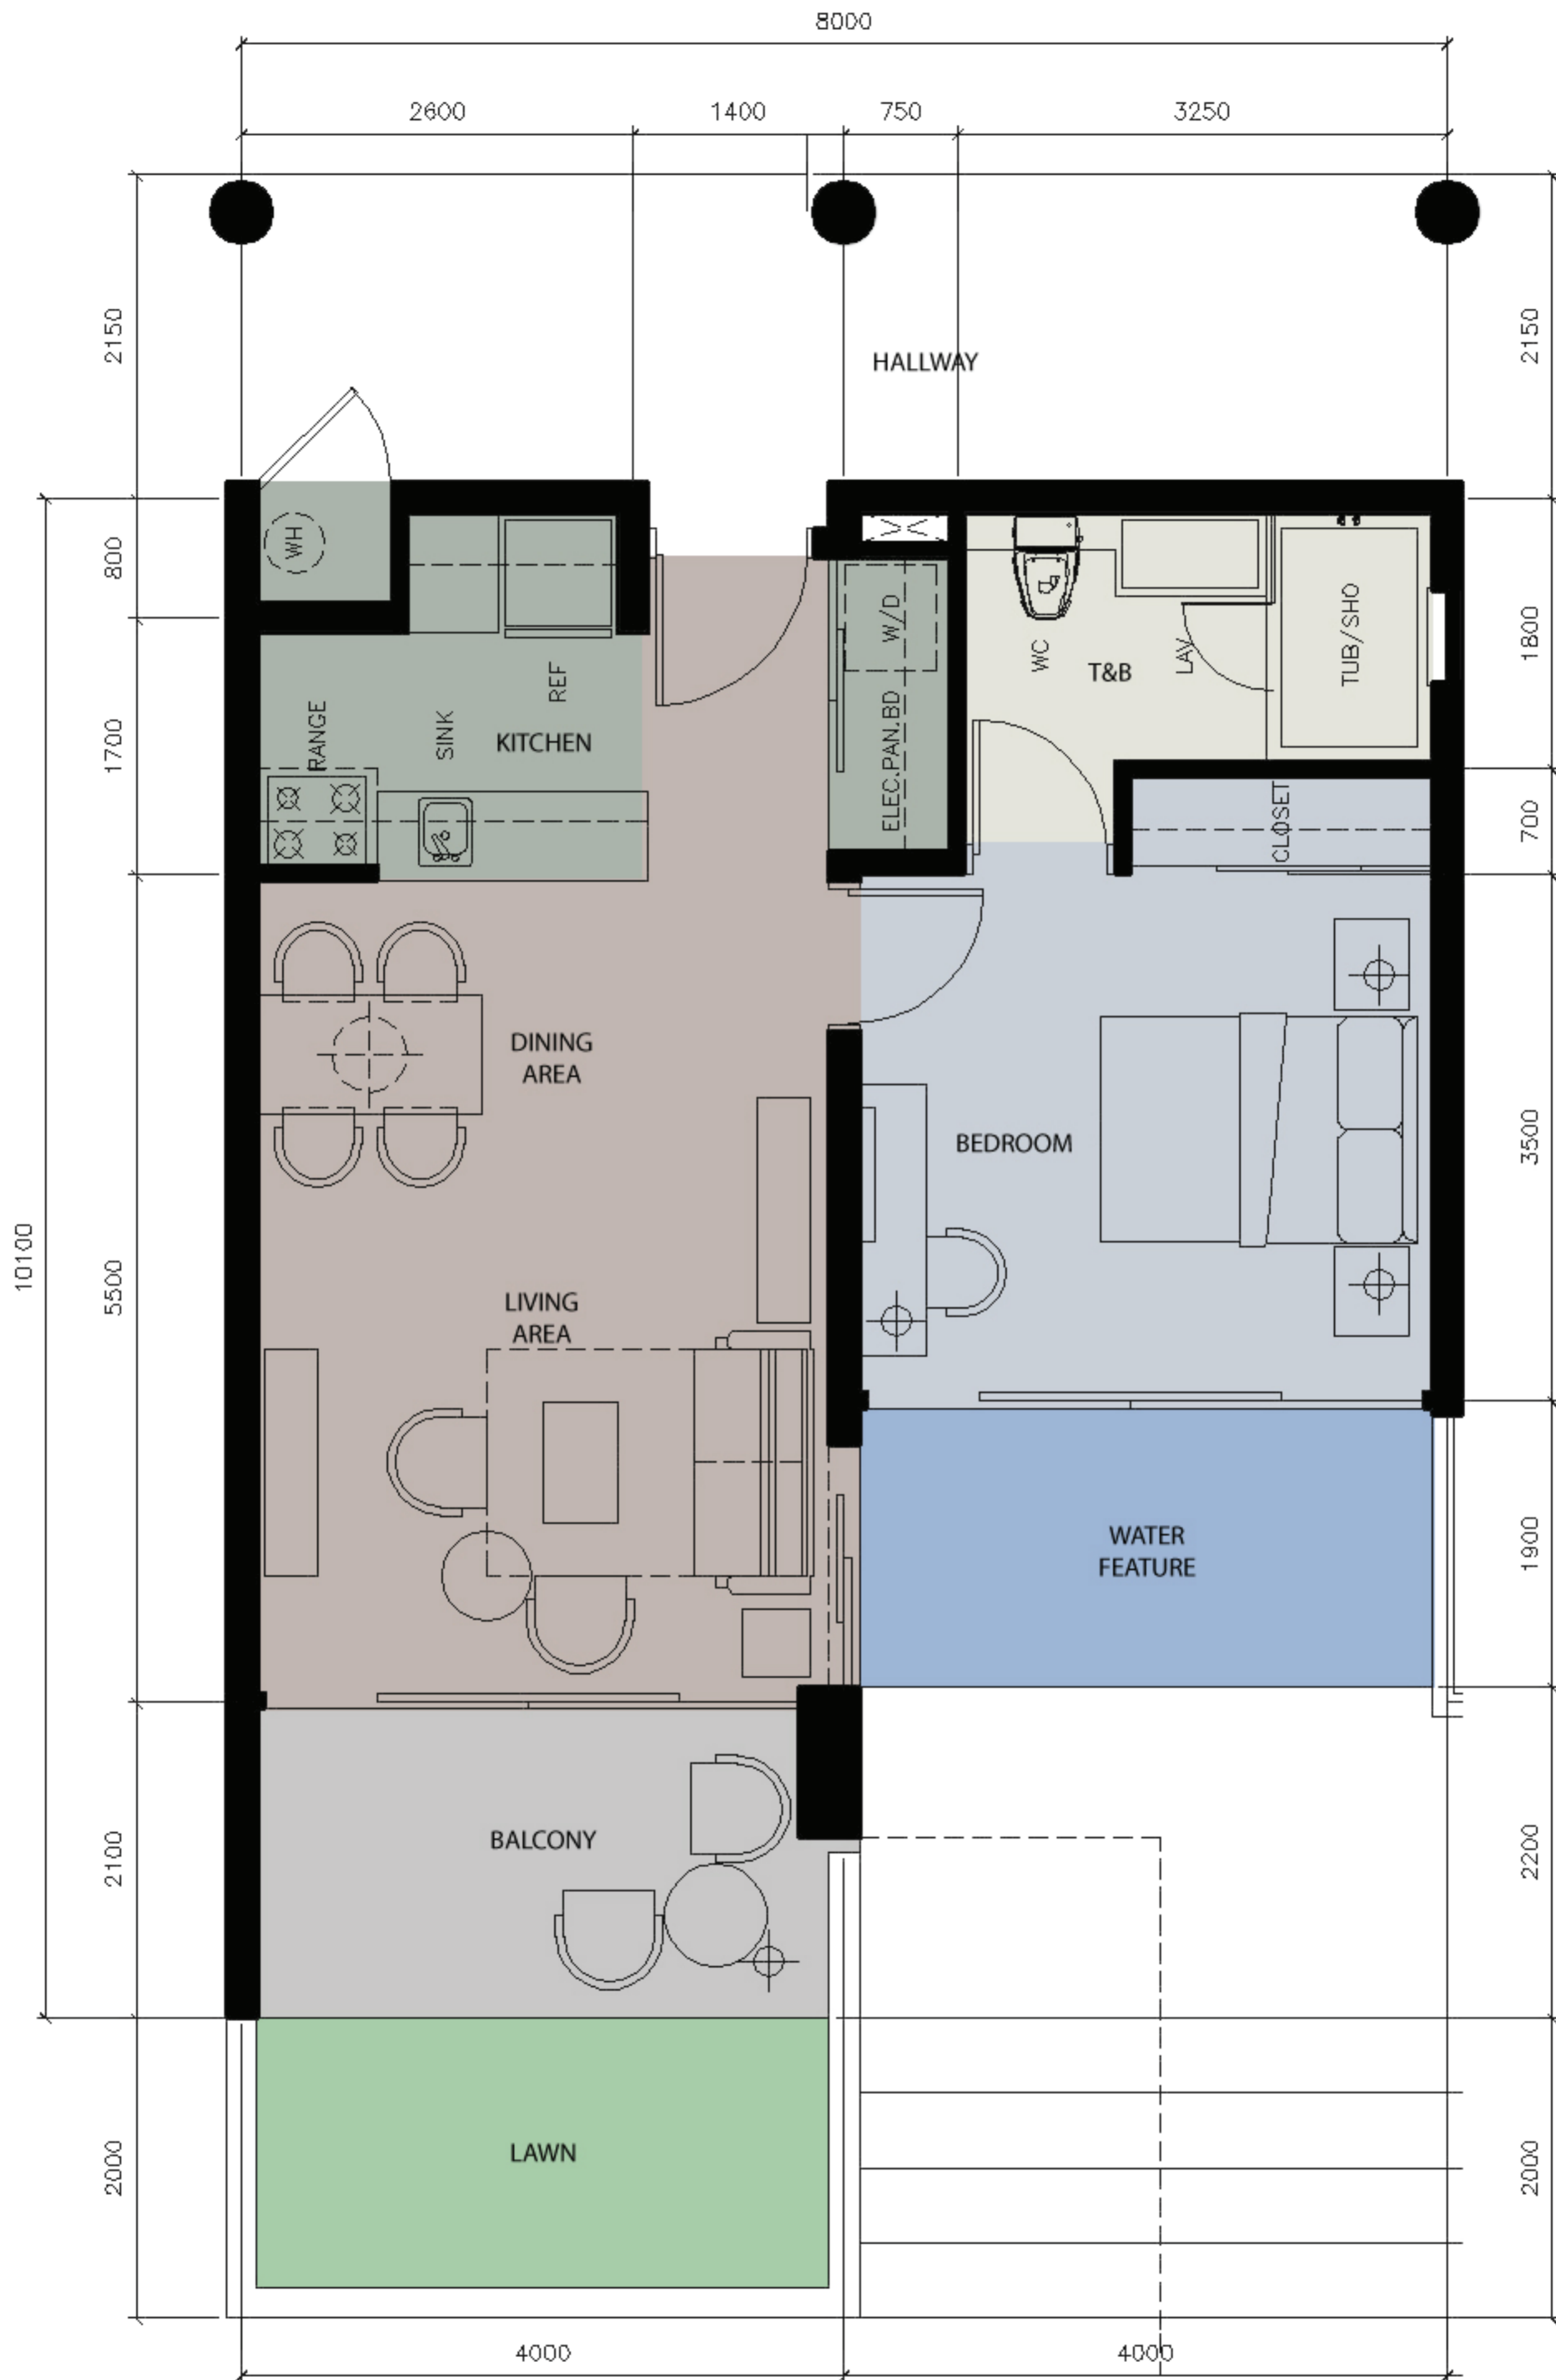 8000
2600
1400
750
3250
2150
2150
HALLWAY
WH
800
W/D
WC
LAV
T&B
TUB/SHO
1800
REF
RANGE
SINK
KITCHEN
1700
ELEC.PAN.BD
CLOSET
700
DINING
AREA
BEDROOM
3500
10100
5500
LIVING
AREA
WATER
FEATURE
1900
BALCONY
2100
2200
LAWN
2000
2000
4000
4000